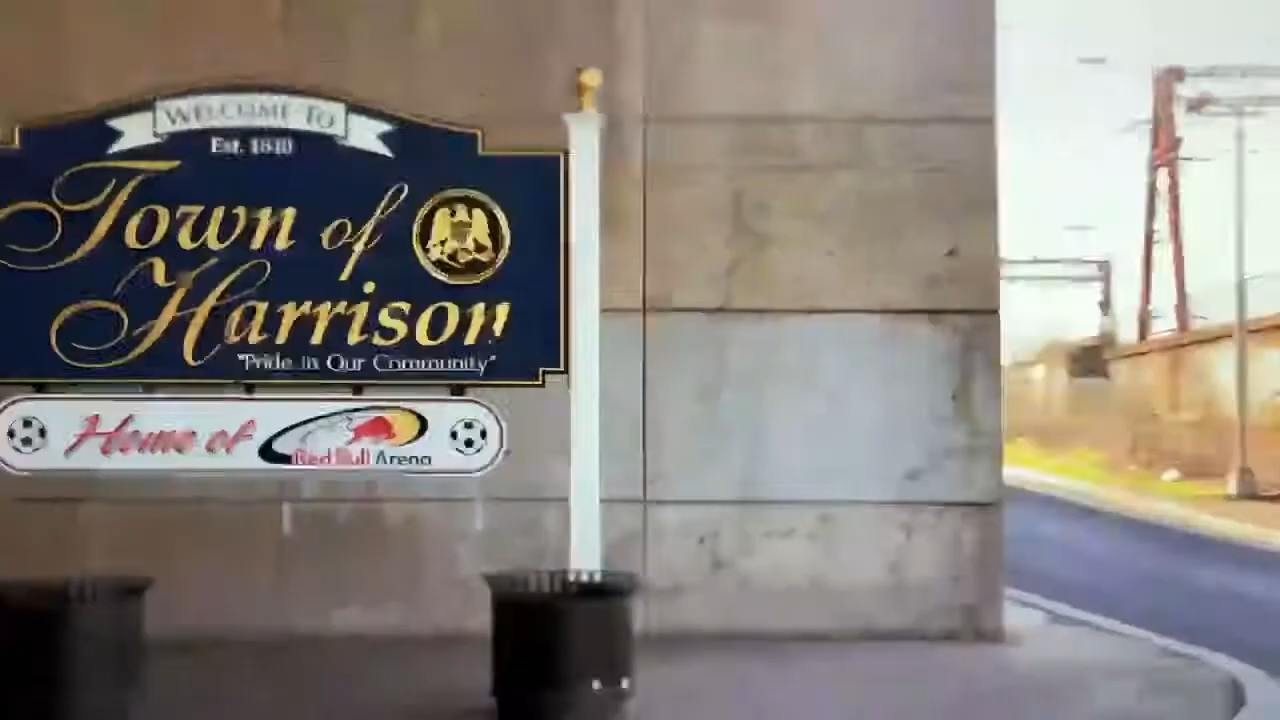 WELCOME TO
Est. 1840
Town of
Harrison
"Pride in Our Community"
Home of
Red Bull Arena